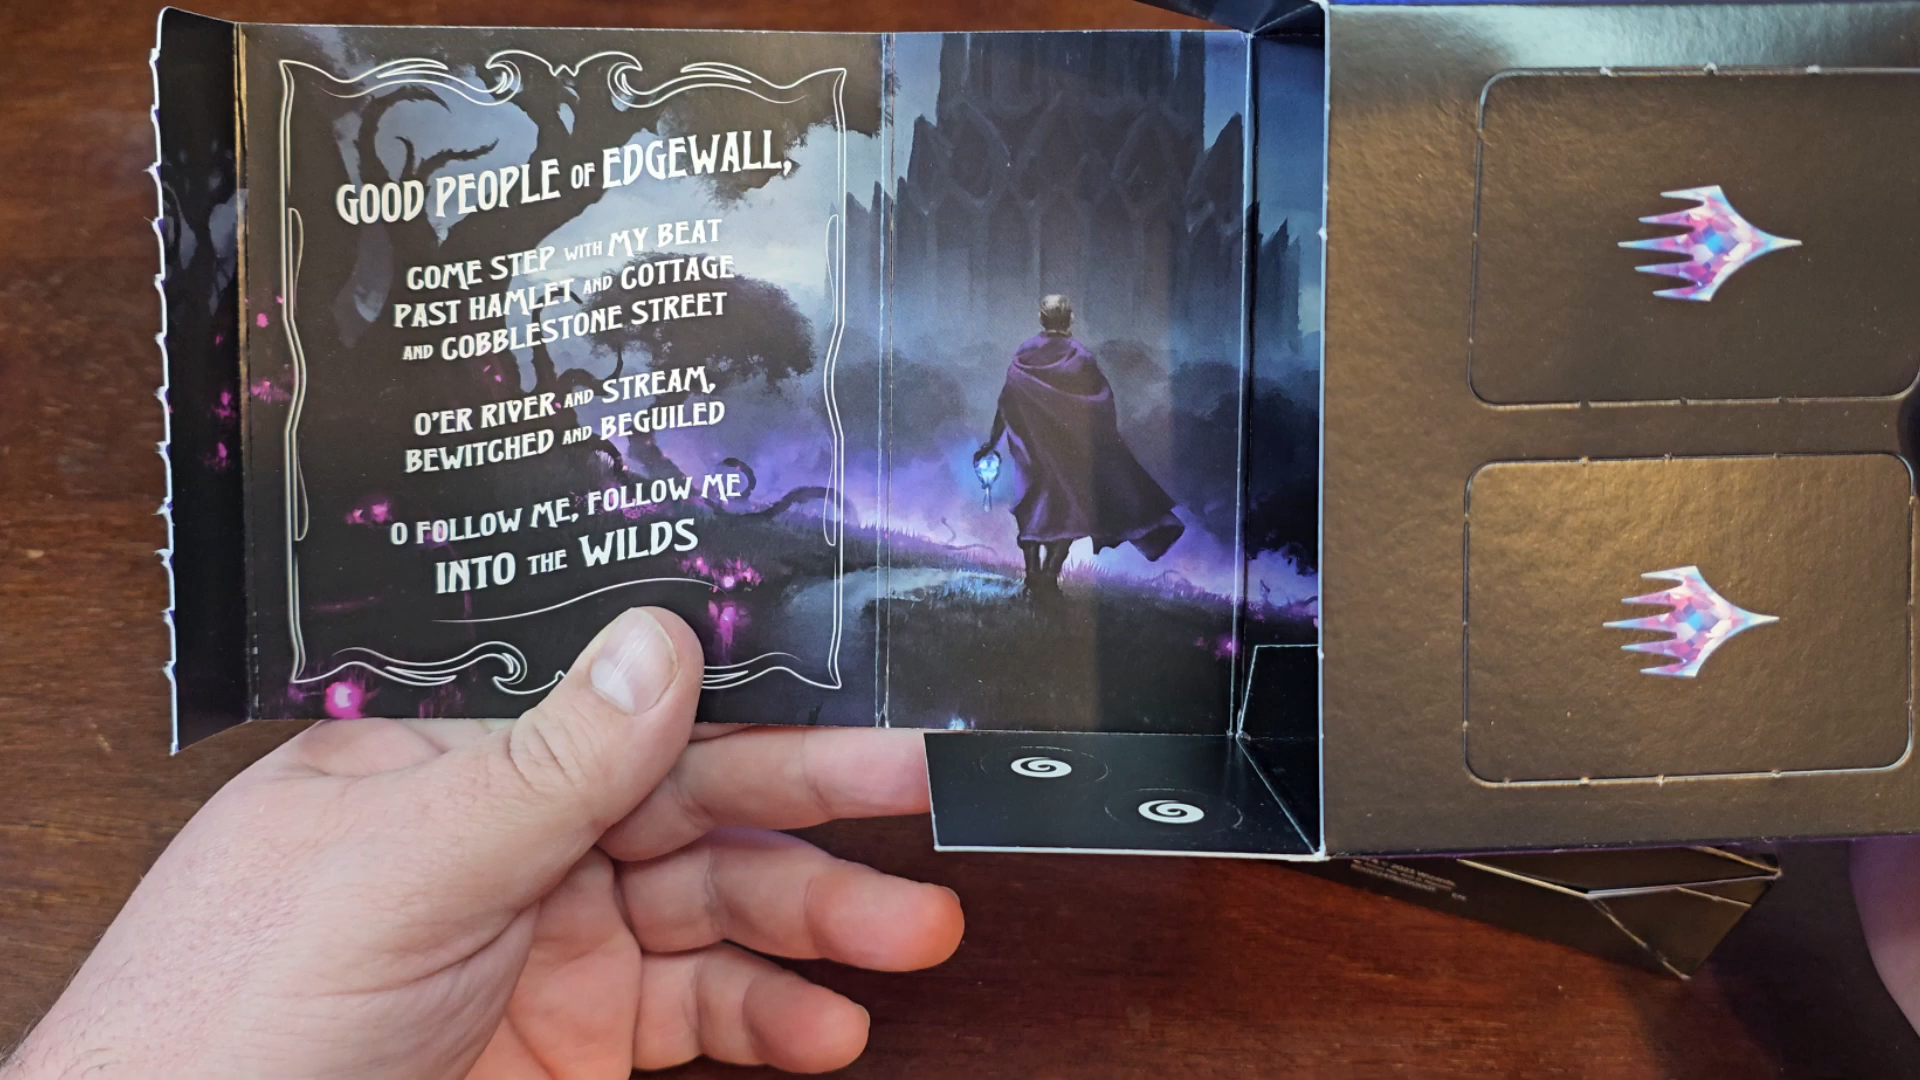 GOOD PEOPLE OF EDGEWALL,
COME STEP WITH MY BEAT
PAST HAMLET AND COTTAGE
AND COBBLESTONE STREET
O'ER RIVER AND STREAM,
BEWITCHED AND BEGUILED
O FOLLOW ME, FOLLOW ME
INTO THE WILDS